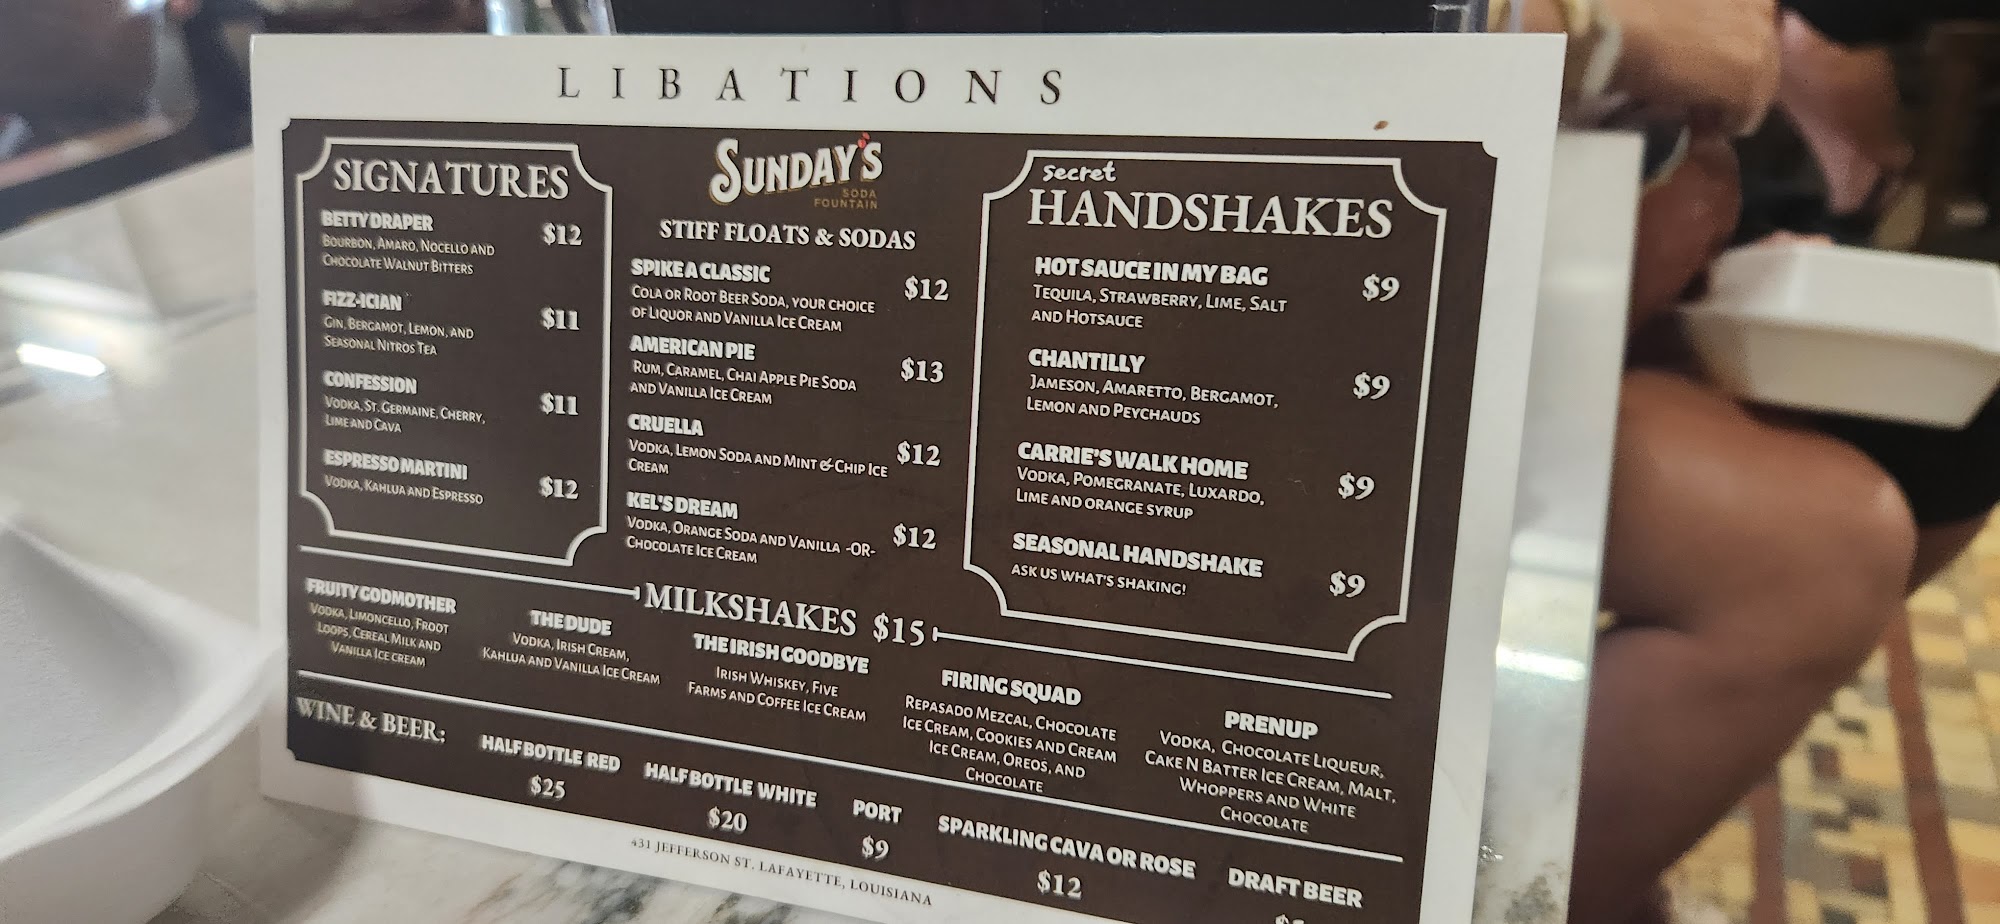 LIBATIONS
SIGNATURES
BETTY DRAPER $12
BOURBON, AMARO, NOCELLO AND
CHOCOLATE WALNUT BITTERS
FIZZ-ICIAN $11
GIN, BERGAMOT, LEMON, AND
SEASONAL NITROS TEA
CONFESSION $11
VODKA, ST. GERMAINE, CHERRY,
LIME AND CAVA
ESPRESSO MARTINI $12
VODKA, KAHLUA AND ESPRESSO
SUNDAY'S
SODA
FOUNTAIN
STIFF FLOATS & SODAS
SPIKE A CLASSIC $12
COLA OR ROOT BEER SODA, YOUR CHOICE
OF LIQUOR AND VANILLA ICE CREAM
AMERICAN PIE $13
RUM, CARAMEL, CHAI APPLE PIE SODA
AND VANILLA ICE CREAM
CRUELLA $12
VODKA, LEMON SODA AND MINT & CHIP ICE
CREAM
KEL'S DREAM $12
VODKA, ORANGE SODA AND VANILLA -OR-
CHOCOLATE ICE CREAM
secret
HANDSHAKES
HOT SAUCE IN MY BAG $9
TEQUILA, STRAWBERRY, LIME, SALT
AND HOTSAUCE
CHANTILLY $9
JAMESON, AMARETTO, BERGAMOT,
LEMON AND PEYCHAUDS
CARRIE'S WALK HOME $9
VODKA, POMEGRANATE, LUXARDO,
LIME AND ORANGE SYRUP
SEASONAL HANDSHAKE $9
ASK US WHAT'S SHAKING!
MILKSHAKES $15
FRUITY GODMOTHER
VODKA, LIMONCELLO, FROOT
LOOPS, CEREAL MILK AND
VANILLA ICE CREAM
THE DUDE
VODKA, IRISH CREAM,
KAHLUA AND VANILLA ICE CREAM
THE IRISH GOODBYE
IRISH WHISKEY, FIVE
FARMS AND COFFEE ICE CREAM
FIRING SQUAD
REPASADO MEZCAL, CHOCOLATE
ICE CREAM, COOKIES AND CREAM
ICE CREAM, OREOS, AND
CHOCOLATE
PRENUP
VODKA, CHOCOLATE LIQUEUR,
CAKE N BATTER ICE CREAM, MALT,
WHOPPERS AND WHITE
CHOCOLATE
WINE & BEER:
HALF BOTTLE RED
$25
HALF BOTTLE WHITE
$20
PORT
$9
SPARKLING CAVA OR ROSE
$12
DRAFT BEER
431 JEFFERSON ST. LAFAYETTE, LOUISIANA